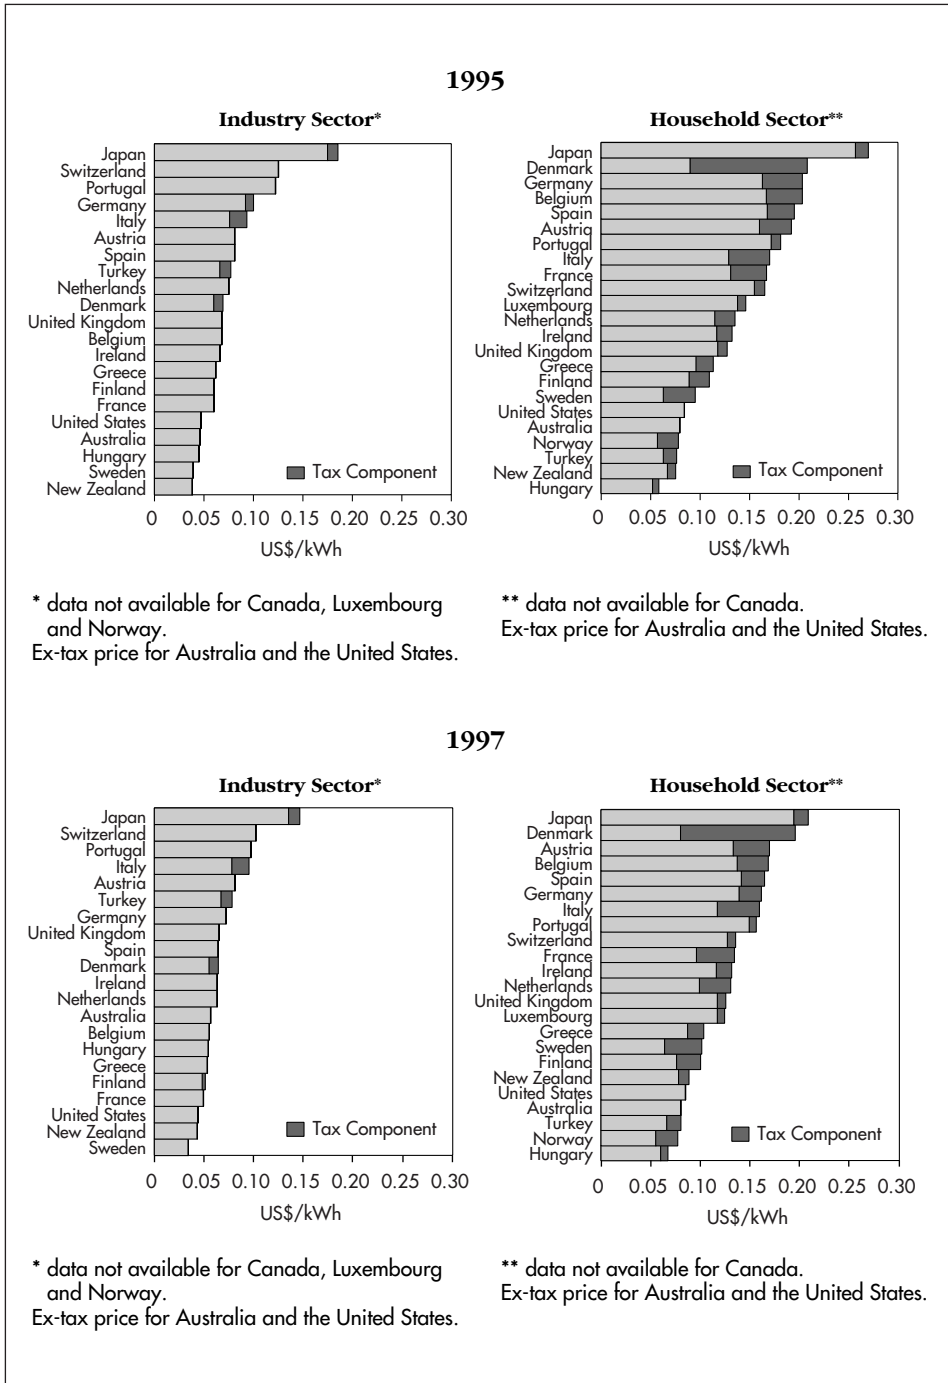 1995
Industry Sector*
Japan
Switzerland
Portugal
Germany
Italy
Austria
Spain
Turkey
Netherlands
Denmark
United Kingdom
Belgium
Ireland
Greece
Finland
France
United States
Australia
Hungary
Sweden
New Zealand
Tax Component
0 0.05 0.10 0.15 0.20 0.25 0.30
US$/kWh
* data not available for Canada, Luxembourg
and Norway.
Ex-tax price for Australia and the United States.
Household Sector**
Japan
Denmark
Germany
Belgium
Spain
Austriq
Portugal
Italy
France
Switzerland
Luxembourg
Netherlands
Ireland
United Kingdom
Greece
Finland
Sweden
United States
Australia
Norway
Turkey
New Zealand
Hungary
Tax Component
0 0.05 0.10 0.15 0.20 0.25 0.30
US$/kWh
** data not available for Canada.
Ex-tax price for Australia and the United States.
1997
Industry Sector*
Japan
Switzerland
Portugal
Italy
Austria
Turkey
Germany
United Kingdom
Spain
Denmark
Ireland
Netherlands
Australia
Belgium
Hungary
Greece
Finland
France
United States
New Zealand
Sweden
Tax Component
0 0.05 0.10 0.15 0.20 0.25 0.30
US$/kWh
* data not available for Canada, Luxembourg
and Norway.
Ex-tax price for Australia and the United States.
Household Sector**
Japan
Denmark
Austria
Belgium
Spain
Germany
Italy
Portugal
Switzerland
France
Ireland
Netherlands
United Kingdom
Luxembourg
Greece
Sweden
Finland
New Zealand
United States
Australia
Turkey
Norway
Hungary
Tax Component
0 0.05 0.10 0.15 0.20 0.25 0.30
US$/kWh
** data not available for Canada.
Ex-tax price for Australia and the United States.